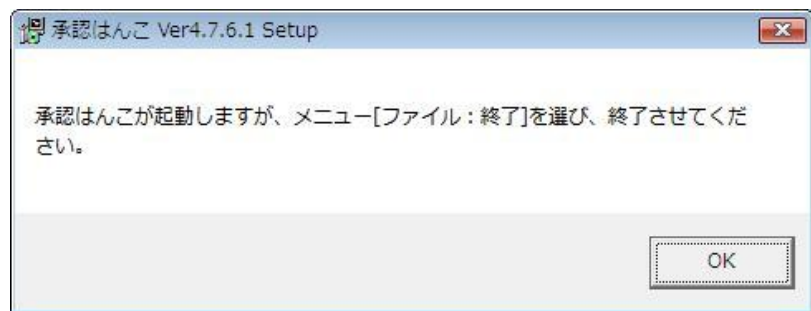 承認はんこ Ver4.7.6.1 Setup
承認はんこが起動しますが、メニュー[ファイル：終了]を選び、終了させてくだ
さい。
OK